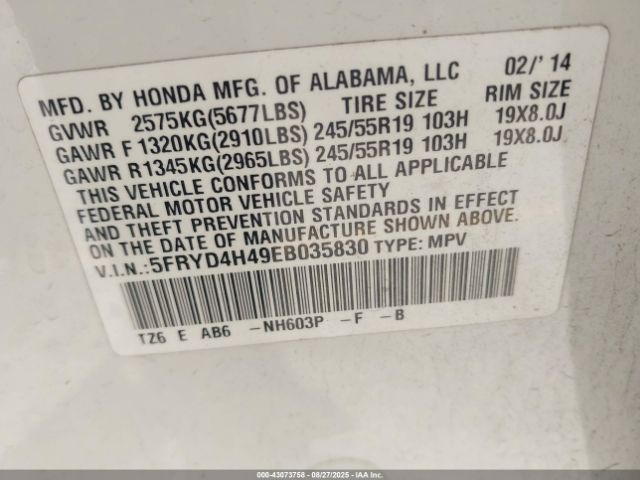 MFD. BY HONDA MFG. OF ALABAMA, LLC 02/' 14
GVWR 2575KG(5677LBS) TIRE SIZE RIM SIZE
GAWR F 1320KG(2910LBS) 245/55R19 103H 19X8.0J
GAWR R1345KG(2965LBS) 245/55R19 103H 19X8.0J
THIS VEHICLE CONFORMS TO ALL APPLICABLE
FEDERAL MOTOR VEHICLE SAFETY
AND THEFT PREVENTION STANDARDS IN EFFECT
ON THE DATE OF MANUFACTURE SHOWN ABOVE.
V.I.N.:5FRYD4H49EB035830 TYPE: MPV
TZ6 E AB6 -NH603P -F -B
000-43073758 - 08/27/2025 - IAAI.COM